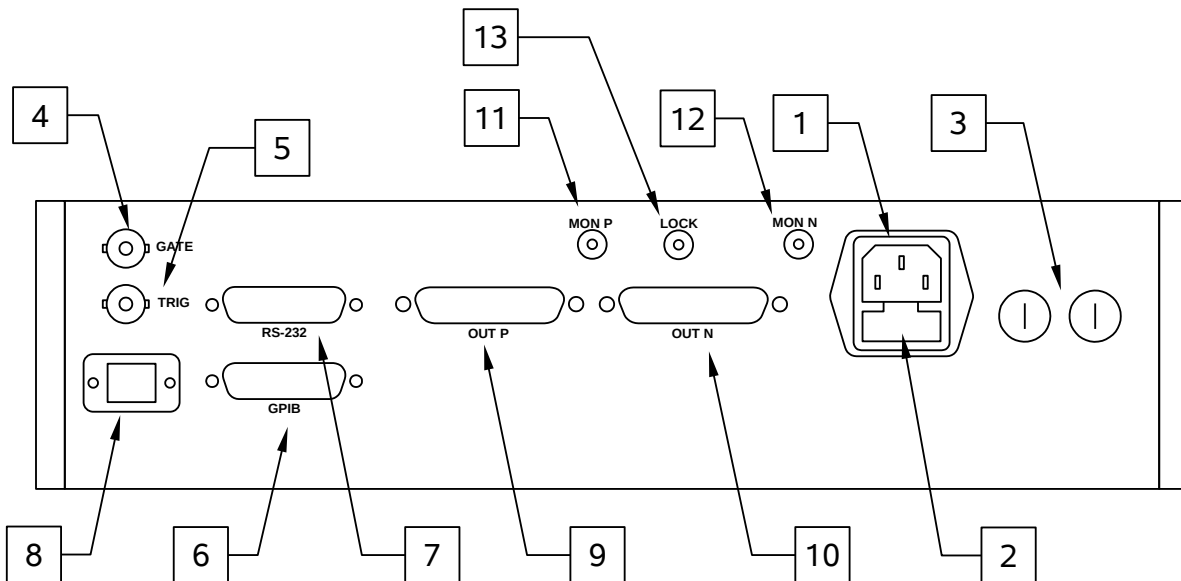 13
4
11
12
1
3
5
MON P
LOCK
MON N
GATE
TRIG
RS-232
OUT P
OUT N
GPIB
8
6
7
9
10
2